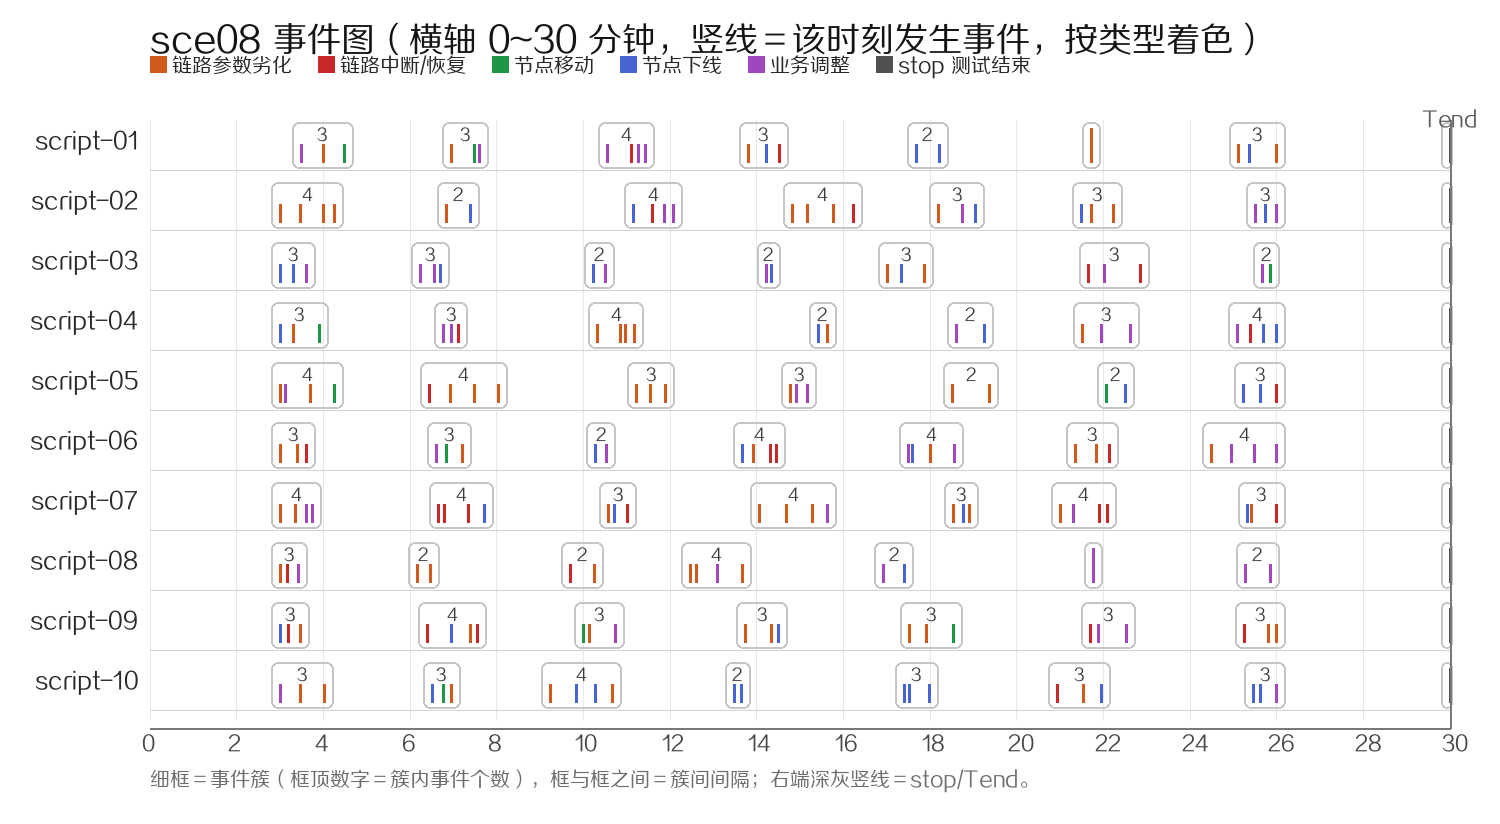 sce08 事件图（横轴 0~30 分钟，竖线＝该时刻发生事件，按类型着色）
链路参数劣化 链路中断/恢复 节点移动 节点下线 业务调整 stop 测试结束
Tend
script-01 3 3 4 3 2 3
script-02 4 2 4 4 3 3 3
script-03 3 3 2 2 3 3 2
script-04 3 3 4 2 2 3 4
script-05 4 4 3 3 2 2 3
script-06 3 3 2 4 4 3 4
script-07 4 4 3 4 3 4 3
script-08 3 2 2 4 2 2
script-09 3 4 3 3 3 3 3
script-10 3 3 4 2 3 3 3
0 2 4 6 8 10 12 14 16 18 20 22 24 26 28 30
细框＝事件簇（框顶数字＝簇内事件个数），框与框之间＝簇间间隔；右端深灰竖线＝stop/Tend。